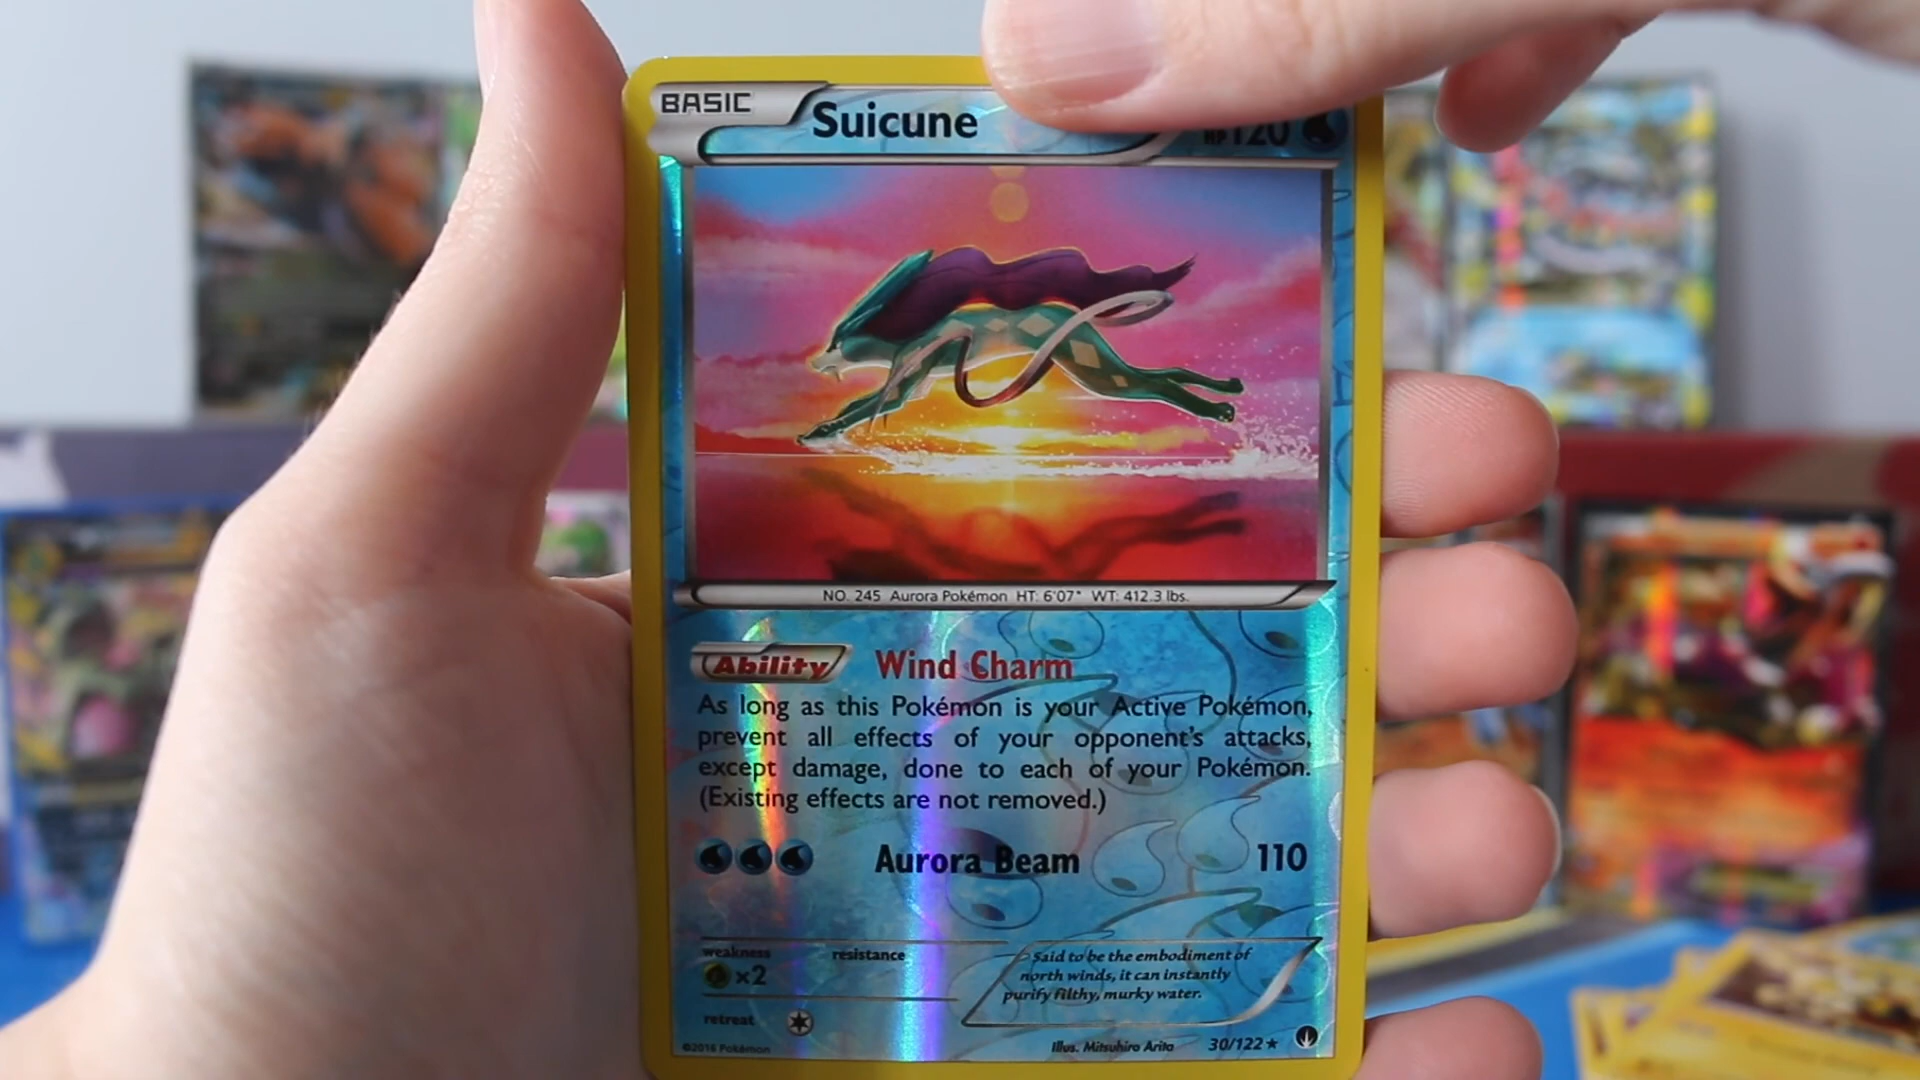 BASIC
Suicune
HP120
NO. 245 Aurora Pokémon HT: 6'07" WT: 412.3 lbs.
Ability Wind Charm
As long as this Pokémon is your Active Pokémon,
prevent all effects of your opponent's attacks,
except damage, done to each of your Pokémon.
(Existing effects are not removed.)
Aurora Beam 110
weakness
resistance
×2
Said to be the embodiment of
north winds, it can instantly
purify filthy, murky water.
retreat
©2016 Pokémon
Illus. Mitsuhiro Arita
30/122★